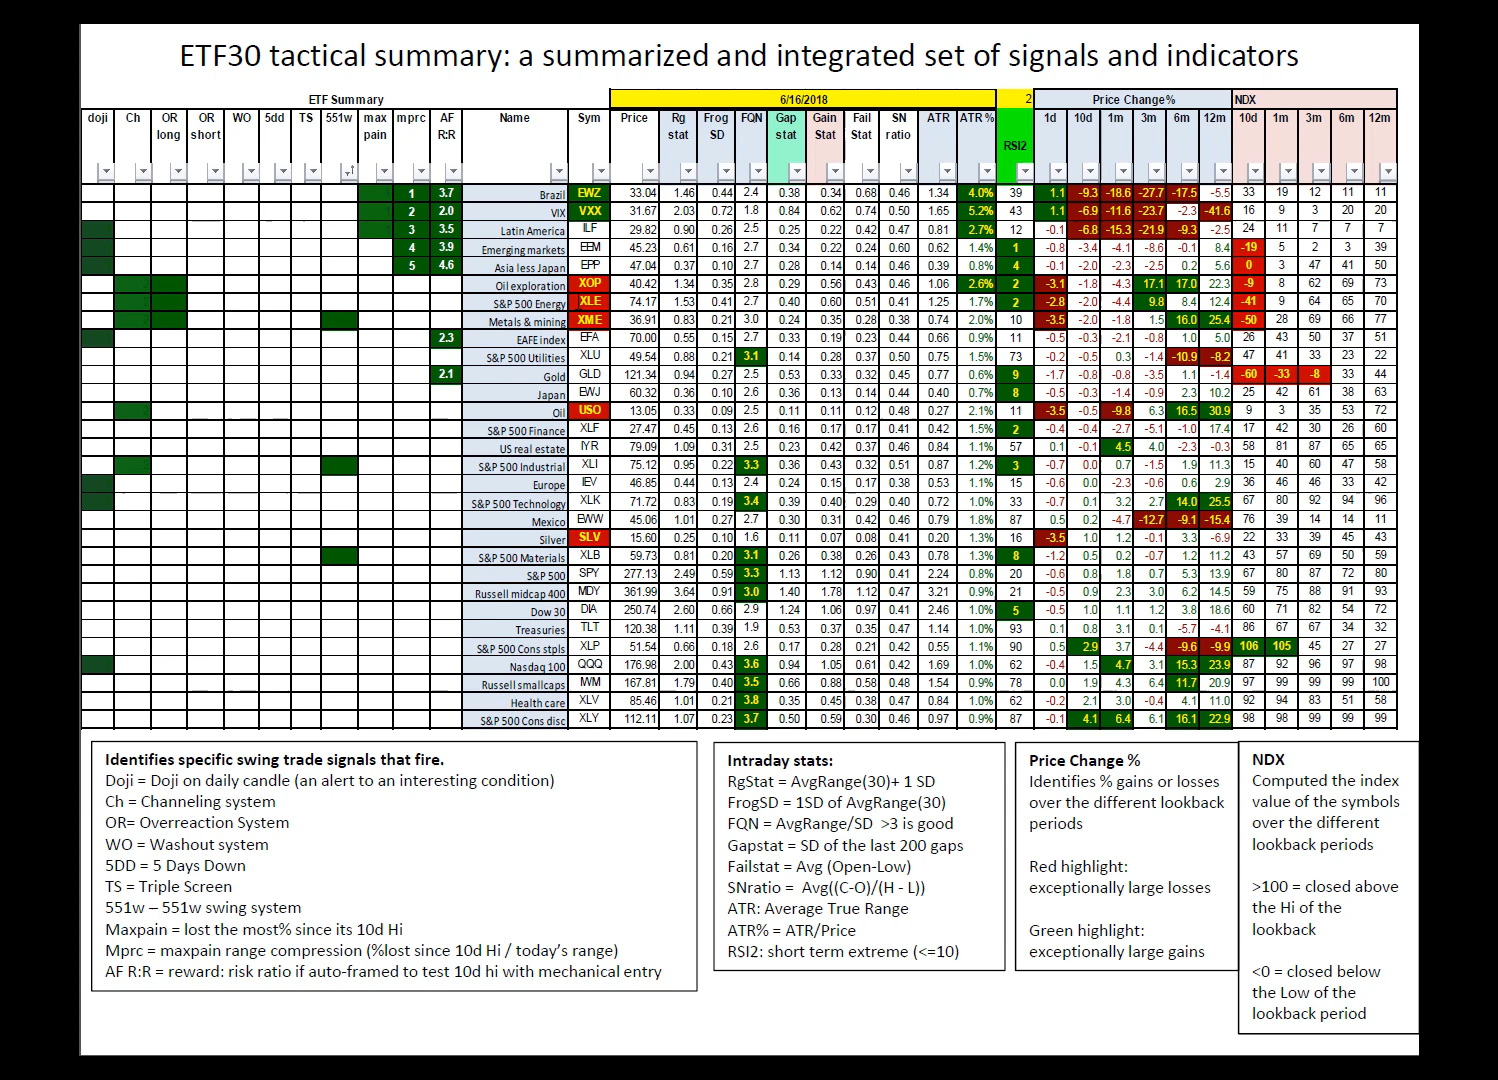 ETF30 tactical summary: a summarized and integrated set of signals and indicators
ETF Summary 6/16/2018 2 Price Change% NDX
doji Ch OR long OR short WO 5dd TS 551w max pain mprc AF R:R Name Sym Price Rg stat Frog SD FQN Gap stat Gain Stat Fail Stat SN ratio ATR ATR% RSI2 1d 10d 1m 3m 6m 12m 10d 1m 3m 6m 12m
1 3.7 Brazil EWZ 33.04 1.46 0.44 2.4 0.38 0.34 0.68 0.46 1.34 4.0% 39 1.1 -9.3 -18.6 -27.7 -17.5 -5.5 33 19 12 11 11
2 2.0 VIX VXX 31.67 2.03 0.72 1.8 0.84 0.62 0.74 0.50 1.65 5.2% 43 1.1 -6.9 -11.6 -23.7 -2.3 -41.6 16 9 3 20 20
3 3.5 Latin America ILF 29.82 0.90 0.26 2.5 0.25 0.22 0.42 0.47 0.81 2.7% 12 -0.1 -6.8 -15.3 -21.9 -9.3 -2.5 24 11 7 7 7
4 3.9 Emerging markets EEM 45.23 0.61 0.16 2.7 0.34 0.22 0.24 0.60 0.62 1.4% 1 -0.8 -3.4 -4.1 -8.6 -0.1 8.4 -19 5 2 3 39
5 4.6 Asia less Japan EPP 47.04 0.37 0.10 2.7 0.28 0.14 0.14 0.46 0.39 0.8% 4 -0.1 -2.0 -2.3 -2.5 0.2 5.6 0 3 47 41 50
Oil exploration XOP 40.42 1.34 0.35 2.8 0.29 0.56 0.43 0.46 1.06 2.6% 2 -3.1 -1.8 -4.3 17.1 17.0 22.3 -9 8 62 69 73
S&P 500 Energy XLE 74.17 1.53 0.41 2.7 0.40 0.60 0.51 0.41 1.25 1.7% 2 -2.8 -2.0 -4.4 9.8 8.4 12.4 -41 9 64 65 70
Metals & mining XME 36.91 0.83 0.21 3.0 0.24 0.35 0.28 0.38 0.74 2.0% 10 -3.5 -2.0 -1.8 1.5 16.0 25.4 -50 28 69 66 77
2.3 EAFE index EFA 70.00 0.55 0.15 2.7 0.33 0.19 0.23 0.44 0.66 0.9% 11 -0.5 -0.3 -2.1 -0.8 1.0 5.0 26 43 50 37 51
S&P 500 Utilities XLU 49.54 0.88 0.21 3.1 0.14 0.28 0.37 0.50 0.75 1.5% 73 -0.2 -0.5 0.3 -1.4 -10.9 -8.2 47 41 33 23 22
2.1 Gold GLD 121.34 0.94 0.27 2.5 0.53 0.33 0.32 0.45 0.77 0.6% 9 -1.7 -0.8 -0.8 -3.5 1.1 -1.4 -60 -33 -8 33 44
Japan EWJ 60.32 0.36 0.10 2.6 0.36 0.13 0.14 0.44 0.40 0.7% 8 -0.5 -0.3 -1.4 -0.9 2.3 10.2 25 42 61 38 63
Oil USO 13.05 0.33 0.09 2.5 0.11 0.11 0.12 0.48 0.27 2.1% 11 -3.5 -0.5 -9.8 6.3 16.5 30.9 9 3 35 53 72
S&P 500 Finance XLF 27.47 0.45 0.13 2.6 0.16 0.17 0.17 0.41 0.42 1.5% 2 -0.4 -0.4 -2.7 -5.1 -1.0 17.4 17 42 30 26 60
US real estate IYR 79.09 1.09 0.31 2.5 0.23 0.42 0.37 0.46 0.84 1.1% 57 0.1 -0.1 4.5 4.0 -2.3 -0.3 58 81 87 65 65
S&P 500 Industrial XLI 75.12 0.95 0.22 3.3 0.36 0.43 0.32 0.51 0.87 1.2% 3 -0.7 0.0 0.7 -1.5 1.9 11.3 15 40 60 47 58
Europe IEV 46.85 0.44 0.13 2.4 0.24 0.15 0.17 0.38 0.53 1.1% 15 -0.6 0.0 -2.3 -0.6 0.6 2.9 36 46 46 33 42
S&P 500 Technology XLK 71.72 0.83 0.19 3.4 0.39 0.40 0.29 0.40 0.72 1.0% 33 -0.7 0.1 3.2 2.7 14.0 25.5 67 80 92 94 96
Mexico EWW 45.06 1.01 0.27 2.7 0.30 0.31 0.42 0.46 0.79 1.8% 87 0.5 0.2 -4.7 -12.7 -9.1 -15.4 76 39 14 14 11
Silver SLV 15.60 0.25 0.10 1.6 0.11 0.07 0.08 0.41 0.20 1.3% 16 -3.5 1.0 1.2 -0.1 3.3 -6.9 22 33 39 45 43
S&P 500 Materials XLB 59.73 0.81 0.20 3.1 0.26 0.38 0.26 0.43 0.78 1.3% 8 -1.2 0.5 0.2 -0.7 1.2 11.2 43 57 69 50 59
S&P 500 SPY 277.13 2.49 0.59 3.3 1.13 1.12 0.90 0.41 2.24 0.8% 20 -0.6 0.8 1.8 0.7 5.3 13.9 67 80 87 72 80
Russell midcap 400 MDY 361.99 3.64 0.91 3.0 1.40 1.78 1.12 0.47 3.21 0.9% 21 -0.5 0.9 2.3 3.0 6.2 14.5 59 75 88 91 93
Dow 30 DIA 250.74 2.60 0.66 2.9 1.24 1.06 0.97 0.41 2.46 1.0% 5 -0.5 1.0 1.1 1.2 3.8 18.6 60 71 82 54 72
Treasuries TLT 120.38 1.11 0.39 1.9 0.53 0.37 0.35 0.47 1.14 1.0% 93 0.1 0.8 3.1 0.1 -5.7 -4.1 86 67 67 34 32
S&P 500 Cons stpls XLP 51.54 0.66 0.18 2.6 0.17 0.28 0.21 0.42 0.55 1.1% 90 0.5 2.9 3.7 -4.4 -9.6 -9.9 106 105 45 27 27
Nasdaq 100 QQQ 176.98 2.00 0.43 3.6 0.94 1.05 0.61 0.42 1.69 1.0% 62 -0.4 1.5 4.7 3.1 15.3 23.9 87 92 96 97 98
Russell smallcaps IWM 167.81 1.79 0.40 3.5 0.66 0.88 0.58 0.48 1.54 0.9% 78 0.0 1.9 4.3 6.4 11.7 20.9 97 99 99 99 100
Health care XLV 85.46 1.01 0.21 3.8 0.35 0.45 0.38 0.47 0.84 1.0% 62 -0.2 2.1 3.0 -0.4 4.1 11.0 92 94 83 51 58
S&P 500 Cons disc XLY 112.11 1.07 0.23 3.7 0.50 0.59 0.30 0.46 0.97 0.9% 87 -0.1 4.1 6.4 6.1 16.1 22.9 98 98 99 99 99
Identifies specific swing trade signals that fire.
Doji = Doji on daily candle (an alert to an interesting condition)
Ch = Channeling system
OR= Overreaction System
WO = Washout system
5DD = 5 Days Down
TS = Triple Screen
551w – 551w swing system
Maxpain = lost the most% since its 10d Hi
Mprc = maxpain range compression (%lost since 10d Hi / today's range)
AF R:R = reward: risk ratio if auto-framed to test 10d hi with mechanical entry
Intraday stats:
RgStat = AvgRange(30)+ 1 SD
FrogSD = 1SD of AvgRange(30)
FQN = AvgRange/SD >3 is good
Gapstat = SD of the last 200 gaps
Failstat = Avg (Open-Low)
SNratio = Avg((C-O)/(H - L))
ATR: Average True Range
ATR% = ATR/Price
RSI2: short term extreme (<=10)
Price Change %
Identifies % gains or losses
over the different lookback
periods
Red highlight:
exceptionally large losses
Green highlight:
exceptionally large gains
NDX
Computed the index
value of the symbols
over the different
lookback periods
>100 = closed above
the Hi of the
lookback
<0 = closed below
the Low of the
lookback period